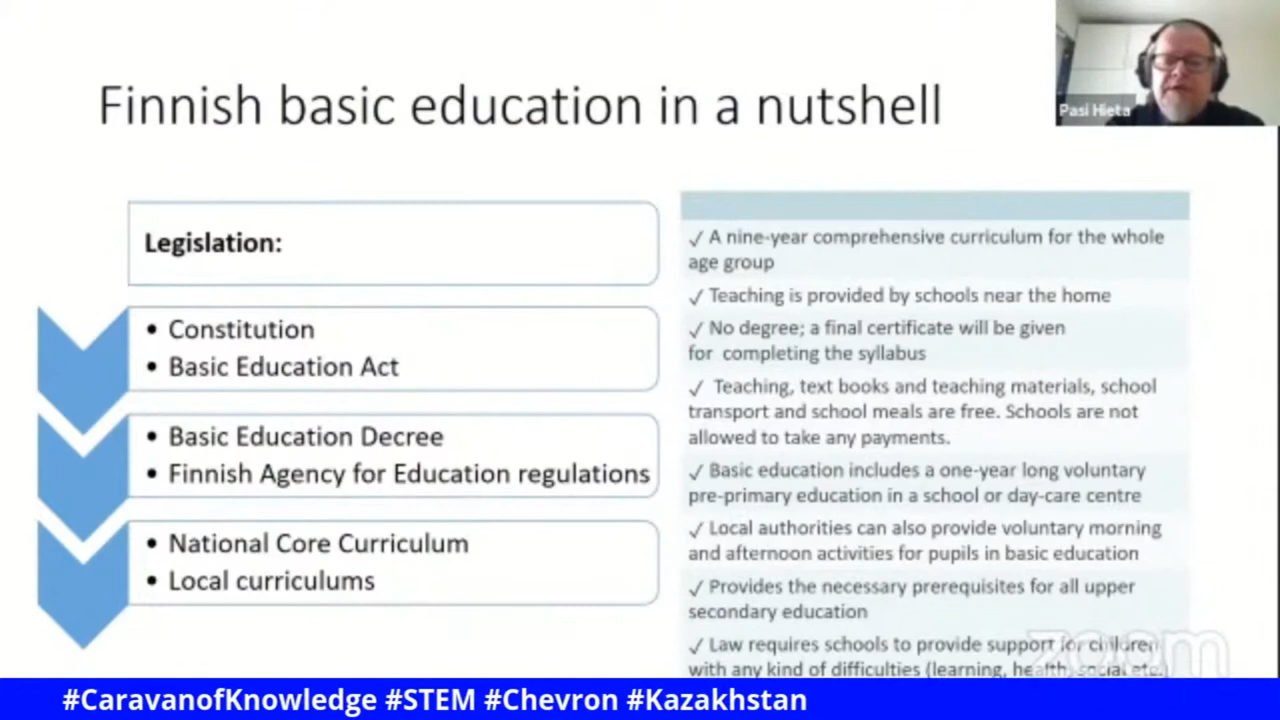 Finnish basic education in a nutshell
Pasi Hieta
Legislation:
• Constitution
• Basic Education Act
• Basic Education Decree
• Finnish Agency for Education regulations
• National Core Curriculum
• Local curriculums
✓ A nine-year comprehensive curriculum for the whole
age group
✓ Teaching is provided by schools near the home
✓ No degree; a final certificate will be given
for completing the syllabus
✓ Teaching, text books and teaching materials, school
transport and school meals are free. Schools are not
allowed to take any payments.
✓ Basic education includes a one-year long voluntary
pre-primary education in a school or day-care centre
✓ Local authorities can also provide voluntary morning
and afternoon activities for pupils in basic education
✓ Provides the necessary prerequisites for all upper
secondary education
✓ Law requires schools to provide support for children
with any kind of difficulties (learning, health, social etc.)
zoom
#CaravanofKnowledge #STEM #Chevron #Kazakhstan